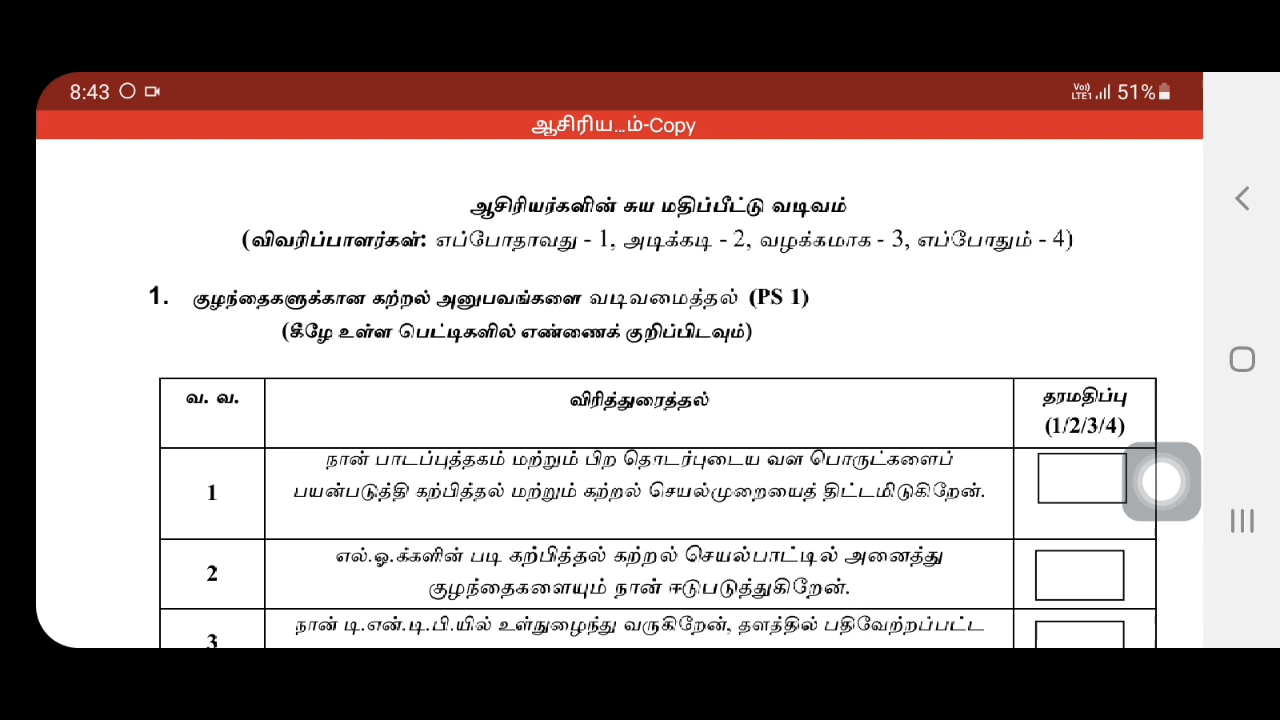 8:43
Vo)) LTE1 51%
ஆசிரிய...ம்-Copy
ஆசிரியர்களின் சுய மதிப்பீட்டு வடிவம்
(விவரிப்பாளர்கள்: எப்போதாவது - 1, அடிக்கடி - 2, வழக்கமாக - 3, எப்போதும் - 4)
1. குழந்தைகளுக்கான கற்றல் அனுபவங்களை வடிவமைத்தல் (PS 1)
(கீழே உள்ள பெட்டிகளில் எண்ணைக் குறிப்பிடவும்)
வ. வ. விரித்துரைத்தல் தரமதிப்பு
(1/2/3/4)
நான் பாடப்புத்தகம் மற்றும் பிற தொடர்புடைய வள பொருட்களைப்
1 பயன்படுத்தி கற்பித்தல் மற்றும் கற்றல் செயல்முறையைத் திட்டமிடுகிறேன்.
எல்.ஓ.க்களின் படி கற்பித்தல் கற்றல் செயல்பாட்டில் அனைத்து
2 குழந்தைகளையும் நான் ஈடுபடுத்துகிறேன்.
நான் டி.என்.டி.பி.யில் உள்நுழைந்து வருகிறேன், தளத்தில் பதிவேற்றப்பட்ட
3